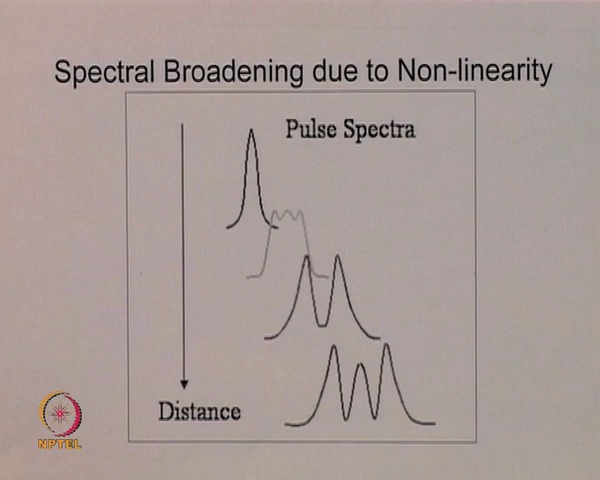 Spectral Broadening due to Non-linearity
Pulse Spectra
Distance
NPTEL